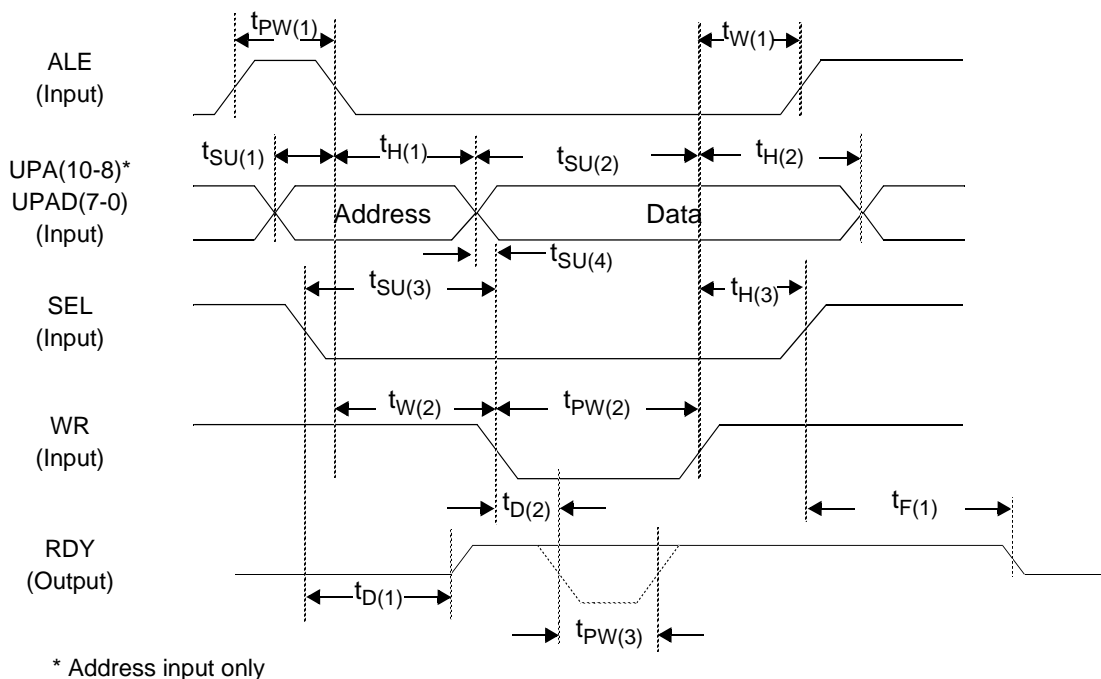 tPW(1)
tW(1)
ALE
(Input)
tSU(1)
tH(1)
tSU(2)
tH(2)
UPA(10-8)*
UPAD(7-0)
(Input)
Address
Data
tSU(4)
tSU(3)
tH(3)
SEL
(Input)
tW(2)
tPW(2)
WR
(Input)
tD(2)
tF(1)
RDY
(Output)
tD(1)
tPW(3)
* Address input only